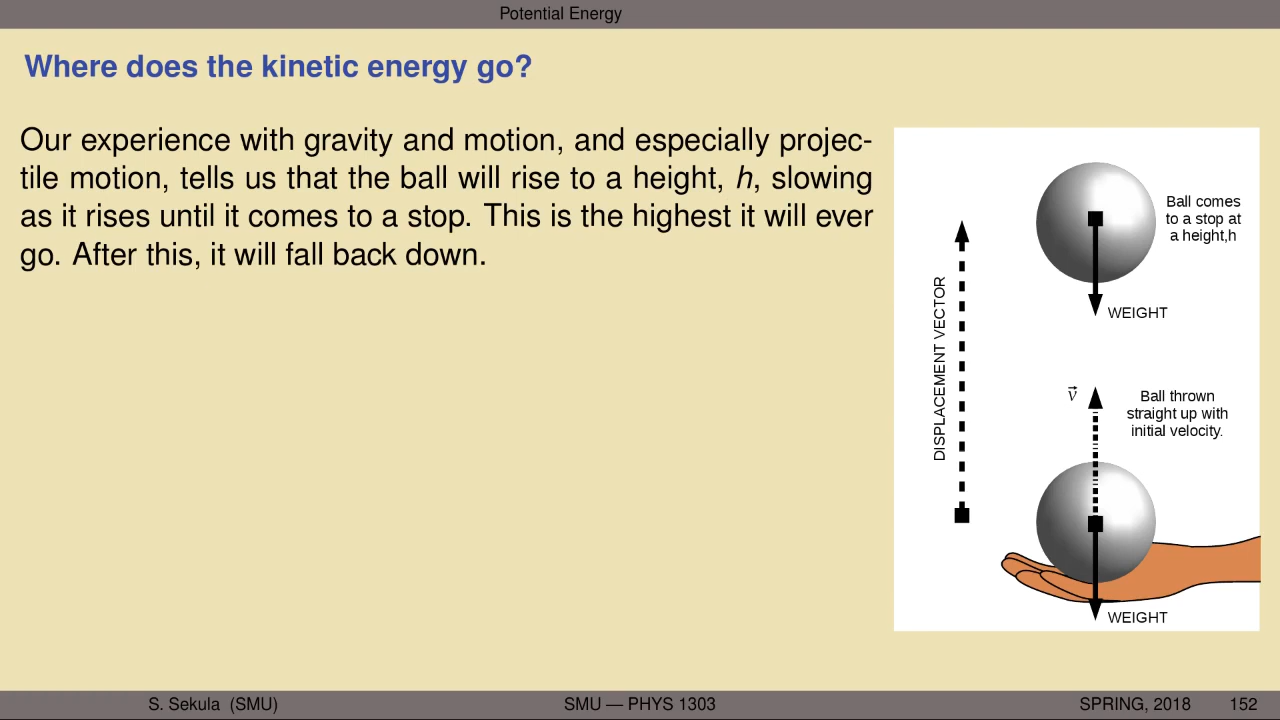 Potential Energy
Where does the kinetic energy go?
Our experience with gravity and motion, and especially projec-
tile motion, tells us that the ball will rise to a height, h, slowing
as it rises until it comes to a stop. This is the highest it will ever
go. After this, it will fall back down.
Ball comes
to a stop at
a height,h
WEIGHT
DISPLACEMENT VECTOR
v⃗
Ball thrown
straight up with
initial velocity.
WEIGHT
S. Sekula (SMU)
SMU — PHYS 1303
SPRING, 2018
152